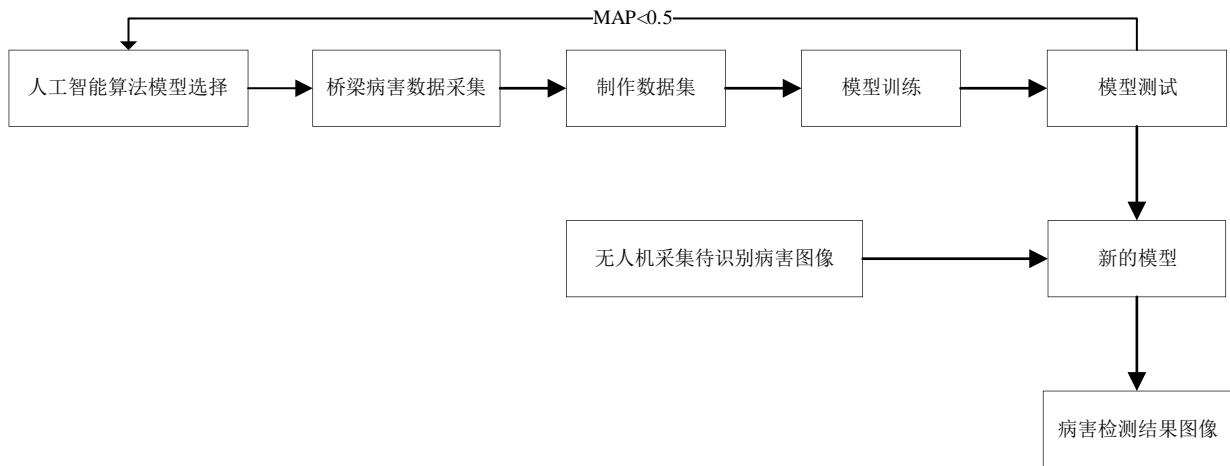 MAP<0.5
人工智能算法模型选择
桥梁病害数据采集
制作数据集
模型训练
模型测试
无人机采集待识别病害图像
新的模型
病害检测结果图像